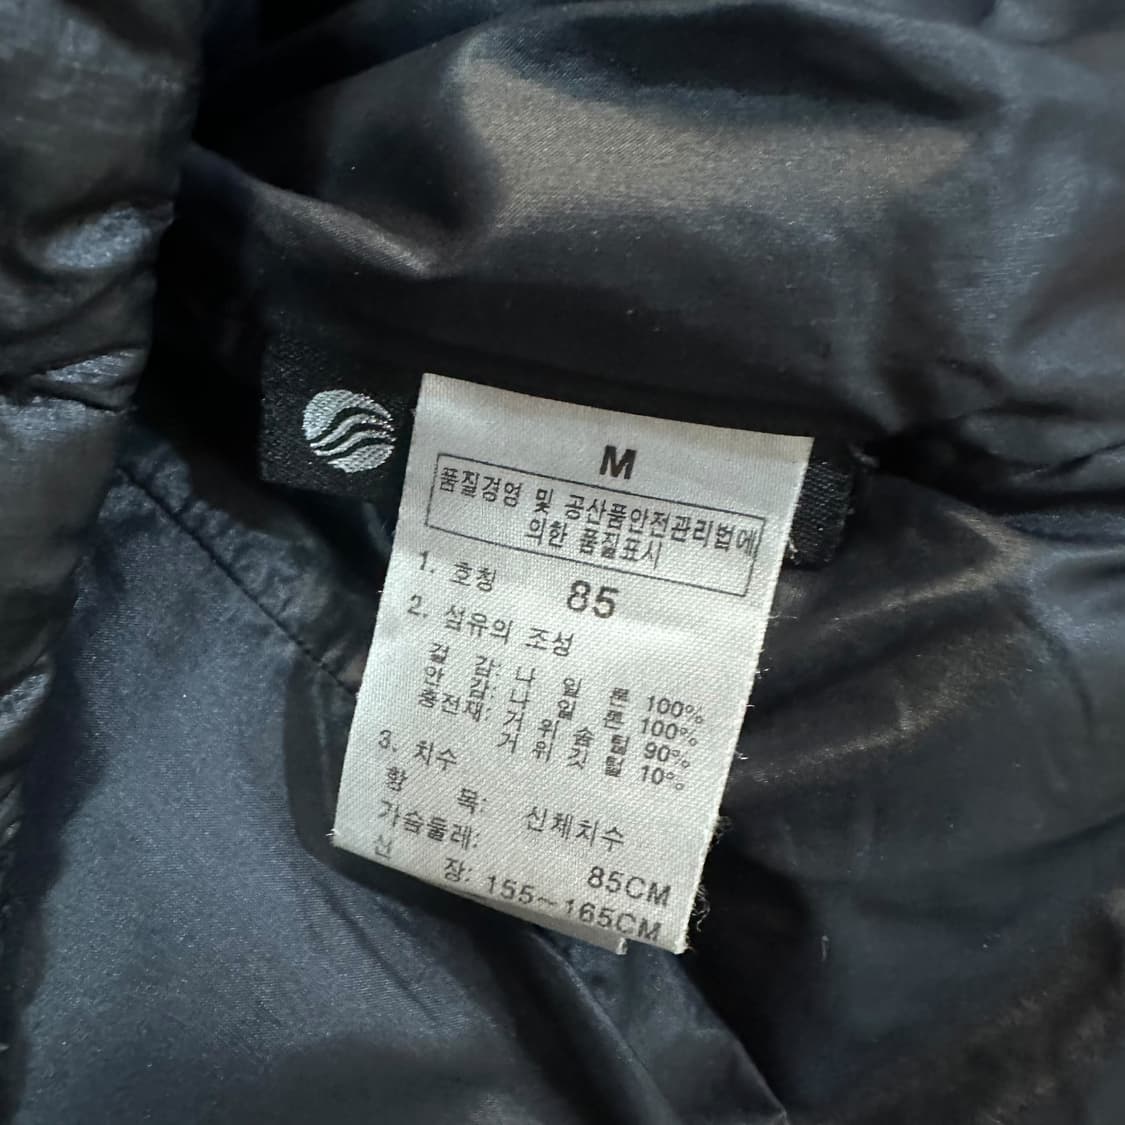 M
품질경영 및 공산품안전관리법에
의한 품질표시
1. 호칭 85
2. 섬유의 조성
겉 감: 나 일 론 100%
안 감: 나 일 론 100%
충전재: 거 위 솜 털 90%
거 위 깃 털 10%
3. 치수
항 목: 신체치수
가슴둘레: 85CM
신 장: 155~165CM